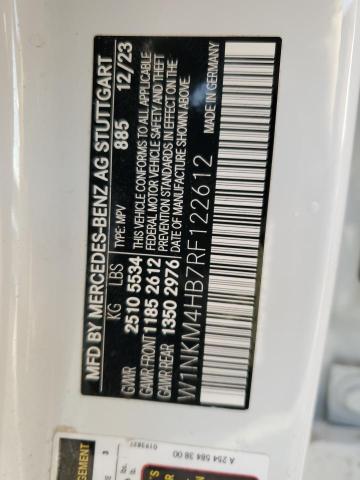 MFD BY MERCEDES-BENZ AG STUTTGART
885 12/23
KG LBS TYPE: MPV
GVWR 2510 5534
GAWR FRONT 1185 2612
GAWR REAR 1350 2976
THIS VEHICLE CONFORMS TO ALL APPLICABLE
FEDERAL MOTOR VEHICLE SAFETY AND THEFT
PREVENTION STANDARDS IN EFFECT ON THE
DATE OF MANUFACTURE SHOWN ABOVE.
W1NKM4HB7RF122612
MADE IN GERMANY
A 254 584 38 00